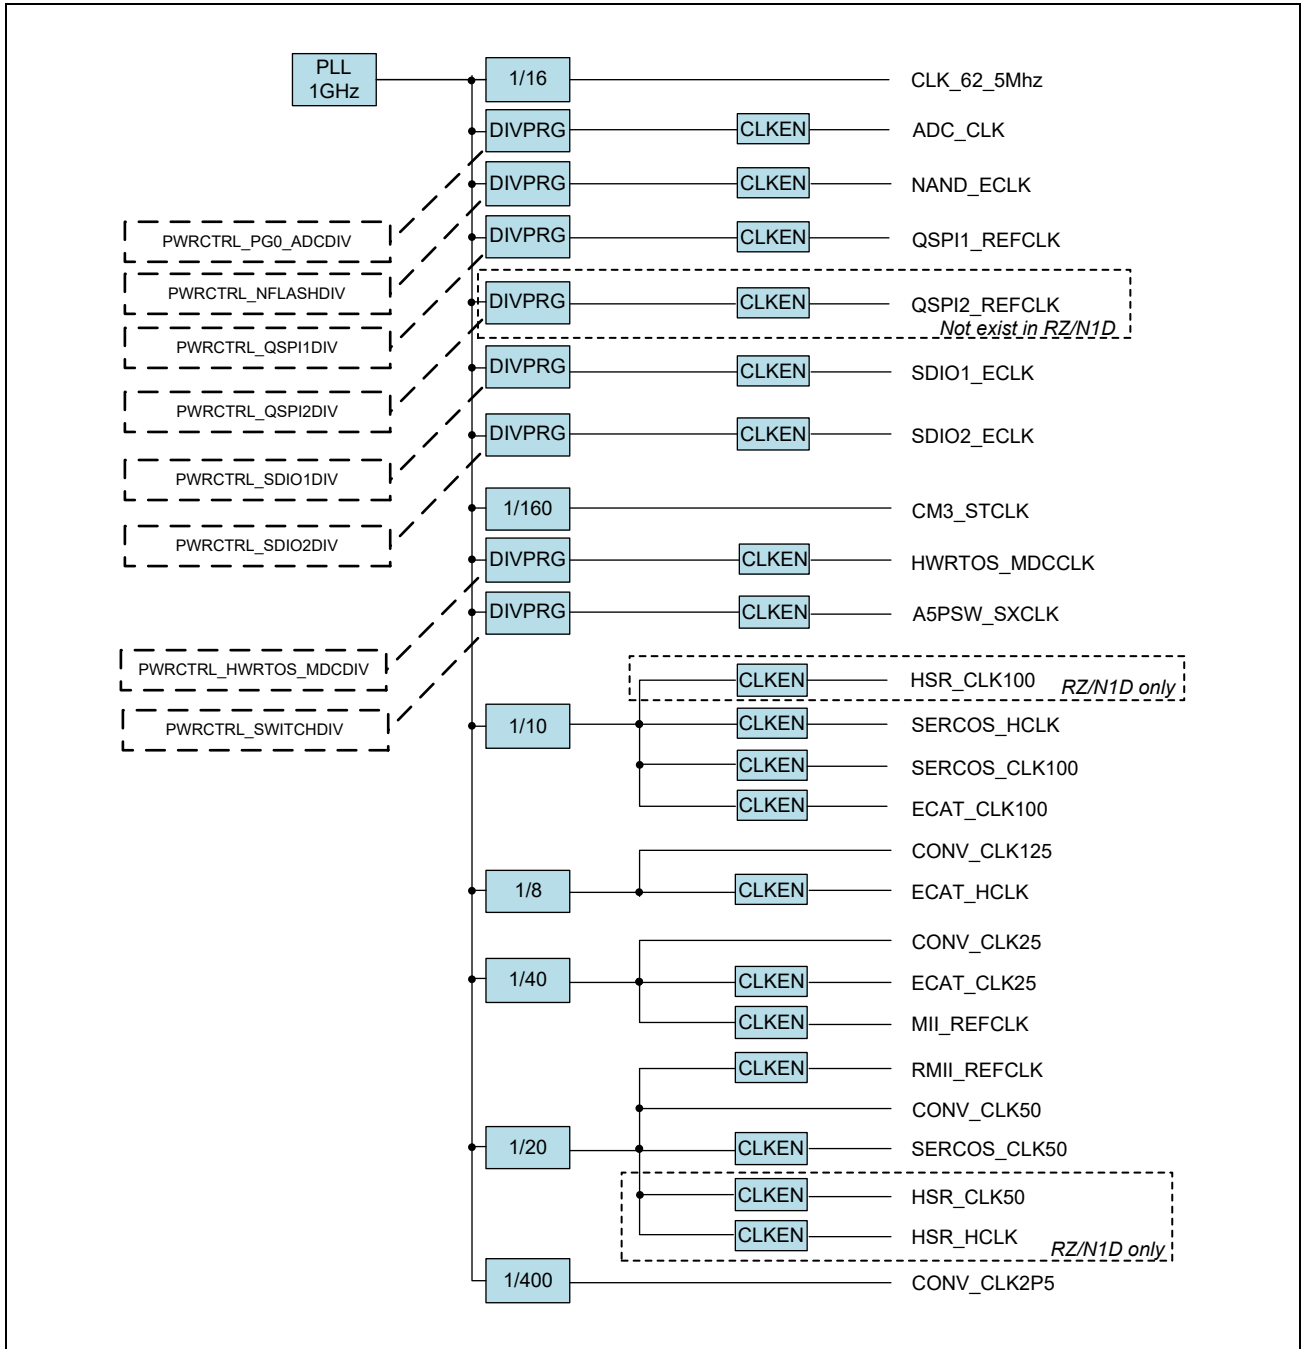 PLL
1GHz
1/16
CLK_62_5Mhz
DIVPRG
CLKEN
ADC_CLK
DIVPRG
CLKEN
NAND_ECLK
PWRCTRL_PG0_ADCDIV
DIVPRG
CLKEN
QSPI1_REFCLK
PWRCTRL_NFLASHDIV
DIVPRG
CLKEN
QSPI2_REFCLK
Not exist in RZ/N1D
PWRCTRL_QSPI1DIV
DIVPRG
CLKEN
SDIO1_ECLK
PWRCTRL_QSPI2DIV
DIVPRG
CLKEN
SDIO2_ECLK
PWRCTRL_SDIO1DIV
1/160
CM3_STCLK
PWRCTRL_SDIO2DIV
DIVPRG
CLKEN
HWRTOS_MDCCLK
DIVPRG
CLKEN
A5PSW_SXCLK
PWRCTRL_HWRTOS_MDCDIV
CLKEN
HSR_CLK100
RZ/N1D only
PWRCTRL_SWITCHDIV
1/10
CLKEN
SERCOS_HCLK
CLKEN
SERCOS_CLK100
CLKEN
ECAT_CLK100
CONV_CLK125
1/8
CLKEN
ECAT_HCLK
CONV_CLK25
1/40
CLKEN
ECAT_CLK25
CLKEN
MII_REFCLK
CLKEN
RMII_REFCLK
CONV_CLK50
1/20
CLKEN
SERCOS_CLK50
CLKEN
HSR_CLK50
CLKEN
HSR_HCLK
RZ/N1D only
1/400
CONV_CLK2P5